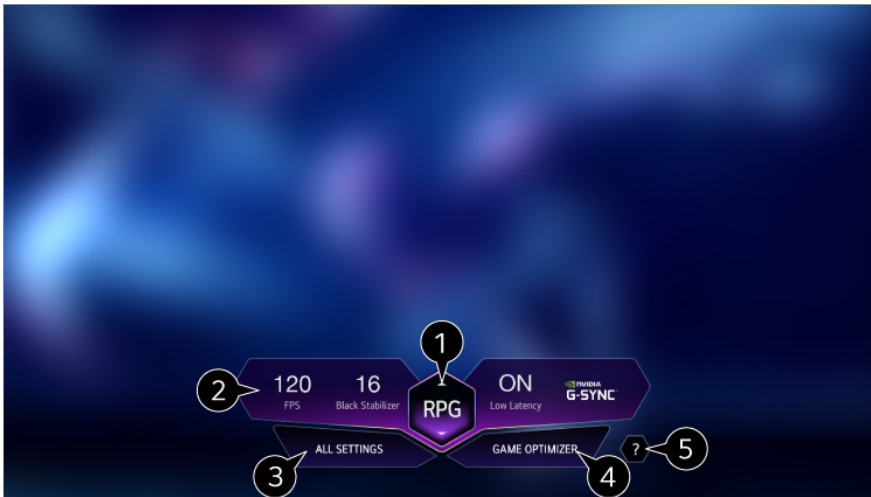 1
2
120
FPS
16
Black Stabilizer
RPG
ON
Low Latency
NVIDIA
G-SYNC
ALL SETTINGS
GAME OPTIMIZER
?
5
3
4